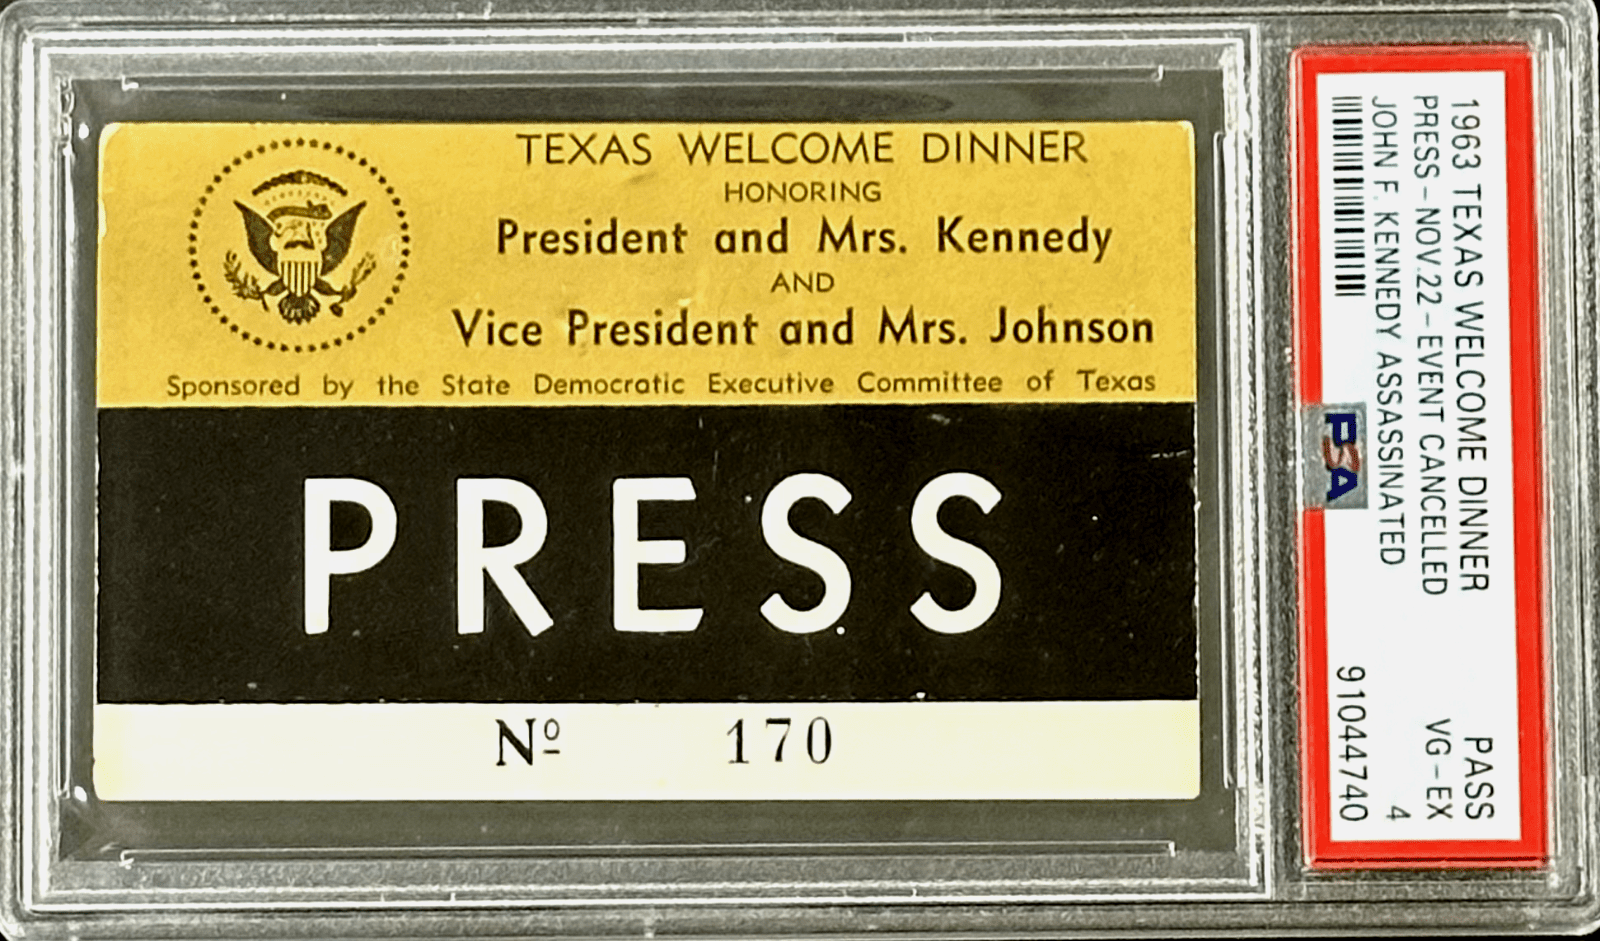 TEXAS WELCOME DINNER
HONORING
President and Mrs. Kennedy
AND
Vice President and Mrs. Johnson
Sponsored by the State Democratic Executive Committee of Texas
PRESS
Nº 170
1963 TEXAS WELCOME DINNER PASS
PRESS-NOV.22-EVENT CANCELLED VG-EX
JOHN F. KENNEDY ASSASSINATED 4
91044740
PSA